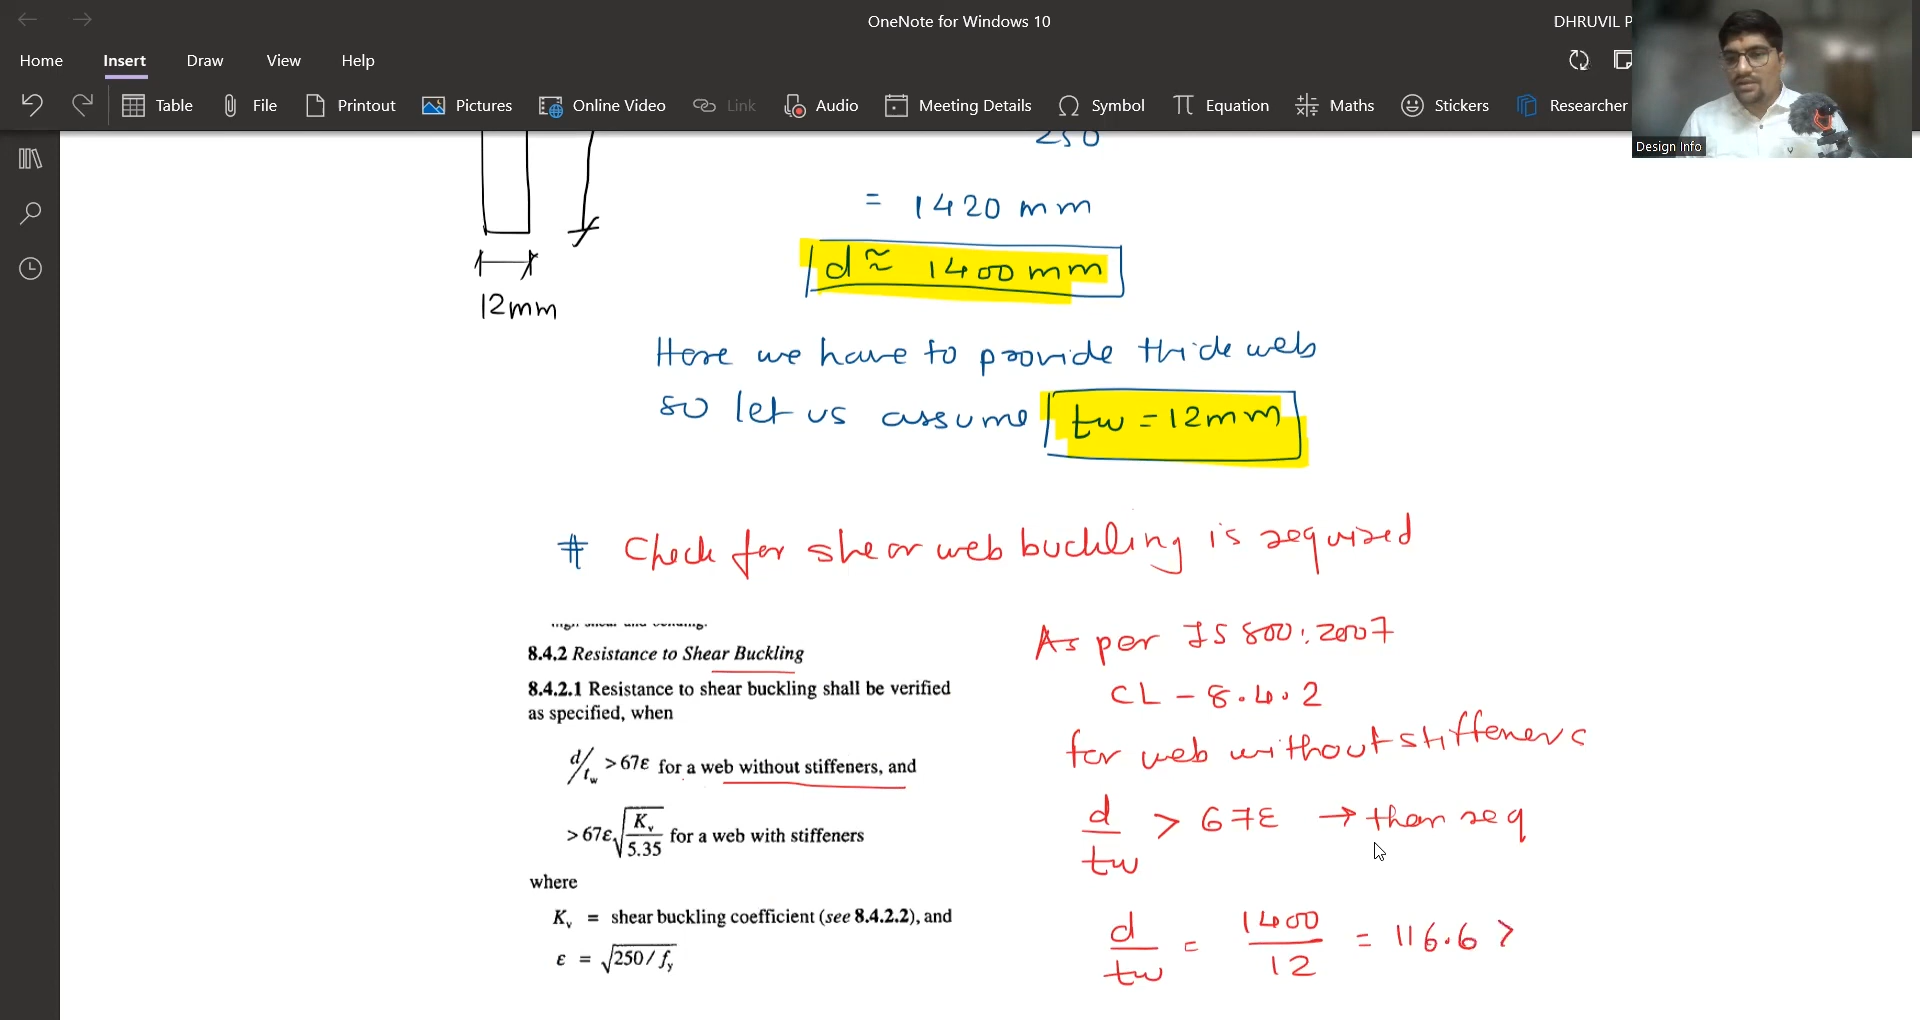 OneNote for Windows 10
DHRUVIL P
Home Insert Draw View Help
Table File Printout Pictures Online Video Link Audio Meeting Details Symbol Equation Maths Stickers Researcher
Design Info
250
= 1420 mm
d ≈ 1400 mm
12mm
Here we have to provide thick web
so let us assume tw = 12mm
# Check for shear web buckling is required
8.4.2 Resistance to Shear Buckling
8.4.2.1 Resistance to shear buckling shall be verified
as specified, when
d/tw >67ε for a web without stiffeners, and
>67ε√(Kv/5.35) for a web with stiffeners
where
Kv = shear buckling coefficient (see 8.4.2.2), and
ε = √250 / fy
As per IS 800:2007
CL - 8.4.2
for web without stiffeners
d/tw > 67ε → then req
d/tw = 1400/12 = 116.6 >